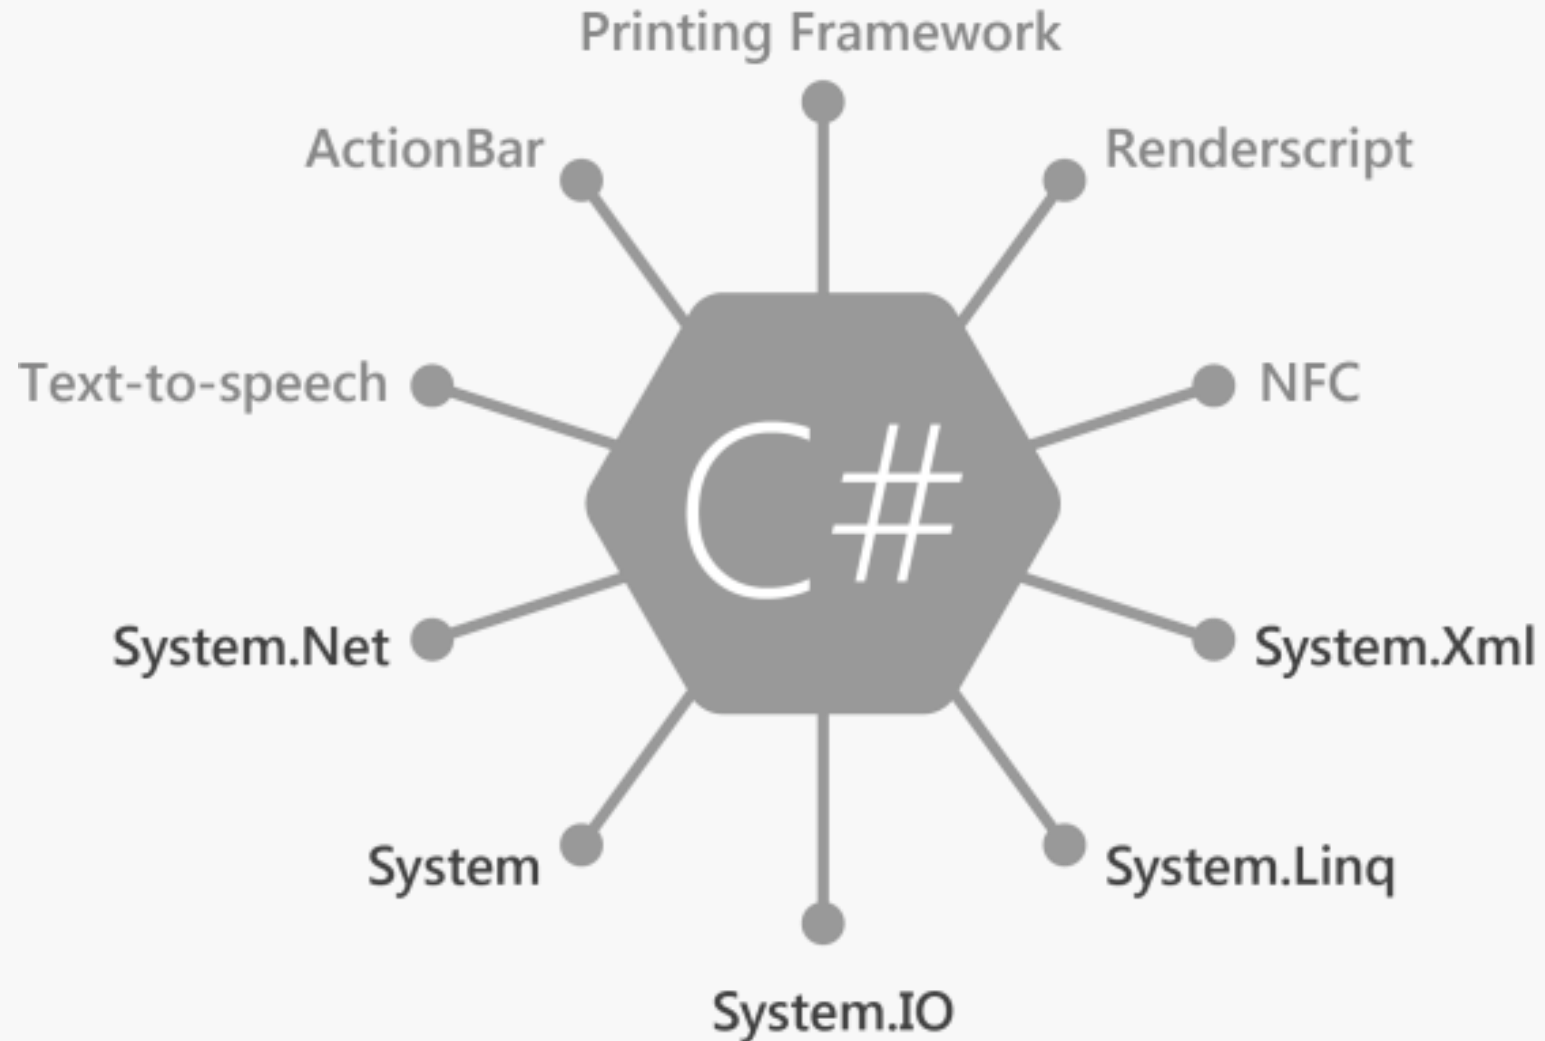 Printing Framework
ActionBar
Renderscript
Text-to-speech
NFC
C#
System.Net
System.Xml
System
System.Linq
System.IO